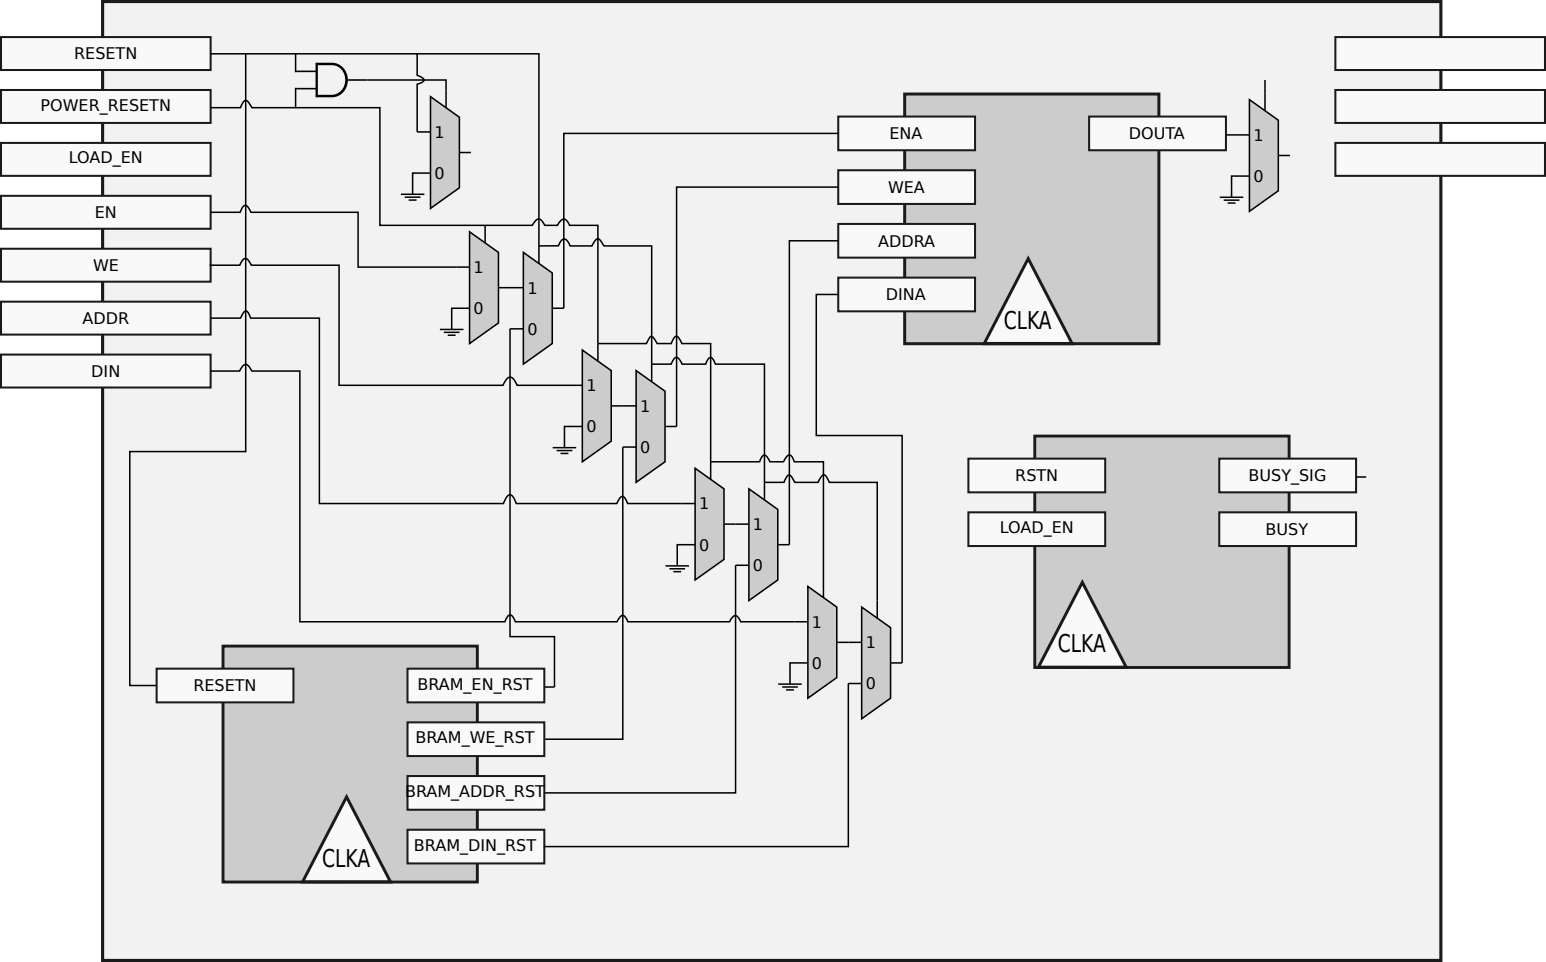 RESETN
POWER_RESETN
LOAD_EN
EN
WE
ADDR
DIN
1
0
1
0
1
0
1
0
1
0
1
0
1
0
1
0
1
0
ENA
WEA
ADDRA
DINA
DOUTA
CLKA
1
0
RSTN
LOAD_EN
BUSY_SIG
BUSY
CLKA
RESETN
BRAM_EN_RST
BRAM_WE_RST
BRAM_ADDR_RST
BRAM_DIN_RST
CLKA